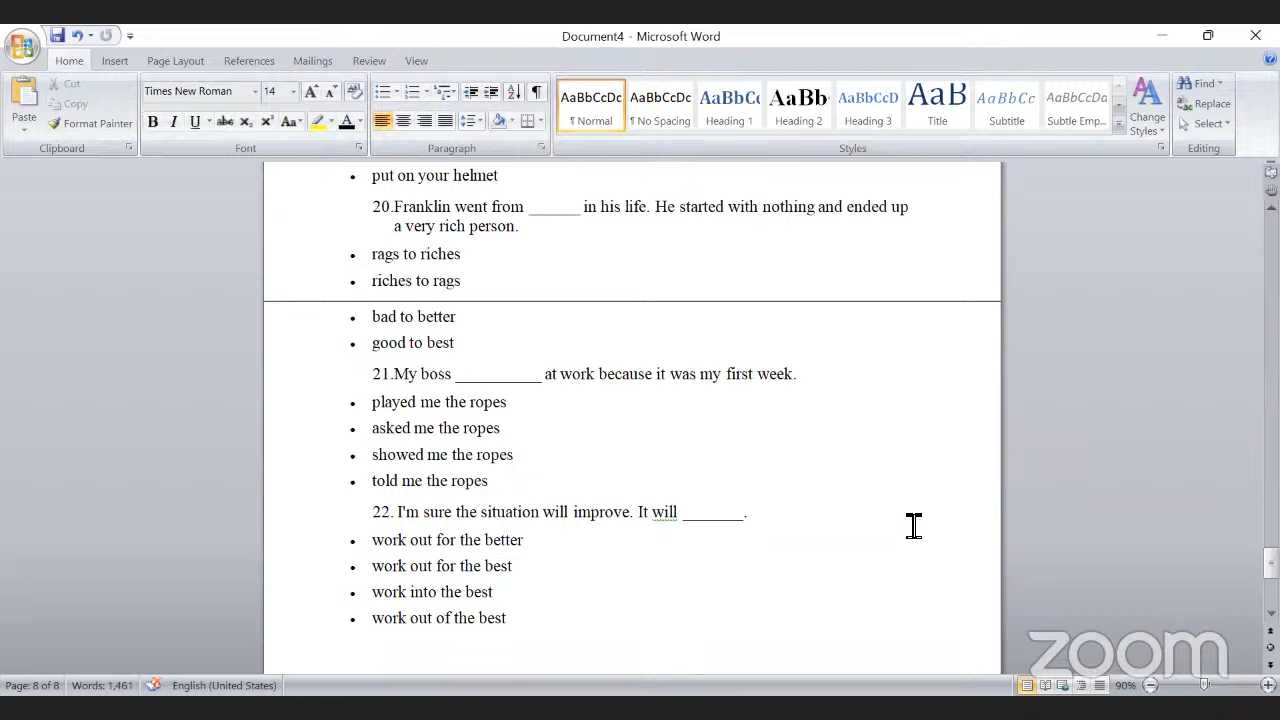 Document4 - Microsoft Word
Home Insert Page Layout References Mailings Review View
Paste
Cut
Copy
Format Painter
Clipboard
Times New Roman 14
Font
Paragraph
AaBbCcDc AaBbCcDc AaBbCc AaBbCc AaBbCcD AaB AaBbCc AaBbCcDc
¶ Normal ¶ No Spacing Heading 1 Heading 2 Heading 3 Title Subtitle Subtle Emp...
Change Styles
Styles
Find
Replace
Select
Editing
• put on your helmet
20.Franklin went from ______ in his life. He started with nothing and ended up
a very rich person.
• rags to riches
• riches to rags
• bad to better
• good to best
21.My boss __________ at work because it was my first week.
• played me the ropes
• asked me the ropes
• showed me the ropes
• told me the ropes
22. I'm sure the situation will improve. It will _______.
• work out for the better
• work out for the best
• work into the best
• work out of the best
zoom
Page: 8 of 8 Words: 1,461 English (United States) 90%